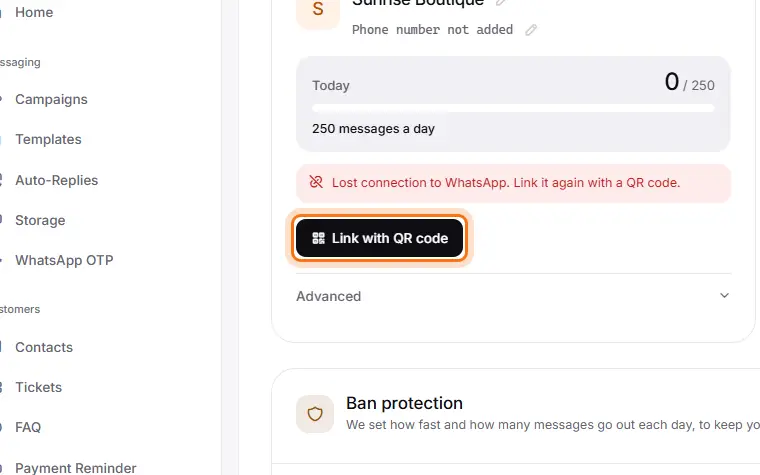 Home
ssaging
Campaigns
Templates
Auto-Replies
Storage
WhatsApp OTP
stomers
Contacts
Tickets
FAQ
Payment Reminder
S
Sunrise Boutique
Phone number not added
Today
0 / 250
250 messages a day
Lost connection to WhatsApp. Link it again with a QR code.
Link with QR code
Advanced
Ban protection
We set how fast and how many messages go out each day, to keep yo